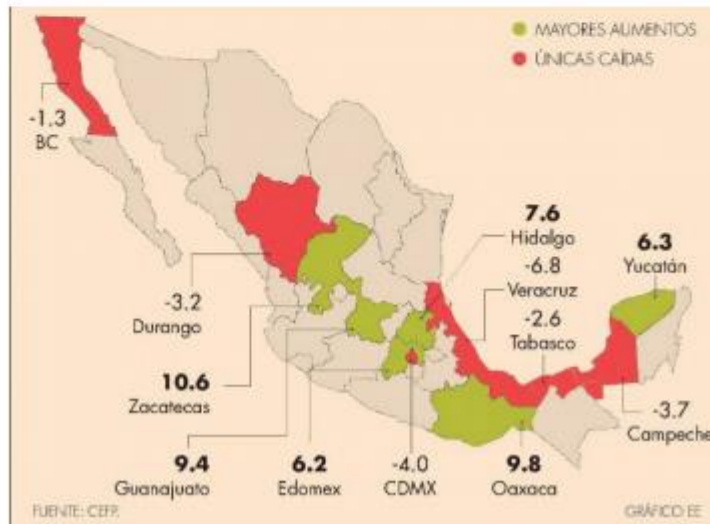 MAYORES AUMENTOS
ÚNICAS CAÍDAS
-1.3
BC
7.6
Hidalgo
-6.8
Veracruz
-2.6
Tabasco
6.3
Yucatán
-3.2
Durango
10.6
Zacatecas
-3.7
Campeche
9.4
Guanajuato
6.2
Edomex
-4.0
CDMX
9.8
Oaxaca
FUENTE: CEFP.
GRÁFICO EE